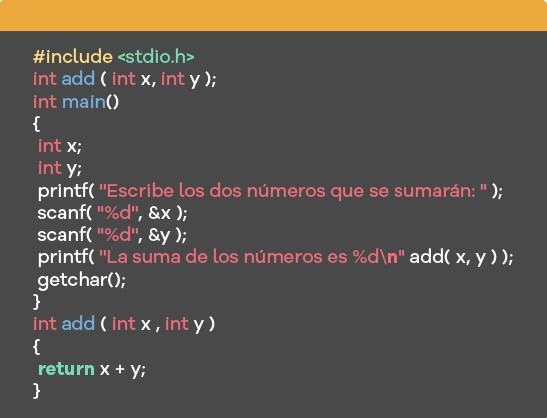 #include <stdio.h>
int add ( int x, int y );
int main()
{
int x;
int y;
printf( "Escribe los dos números que se sumarán: " );
scanf( "%d", &x );
scanf( "%d", &y );
printf( "La suma de los números es %d\n" add( x, y ) );
getchar();
}
int add ( int x , int y )
{
return x + y;
}